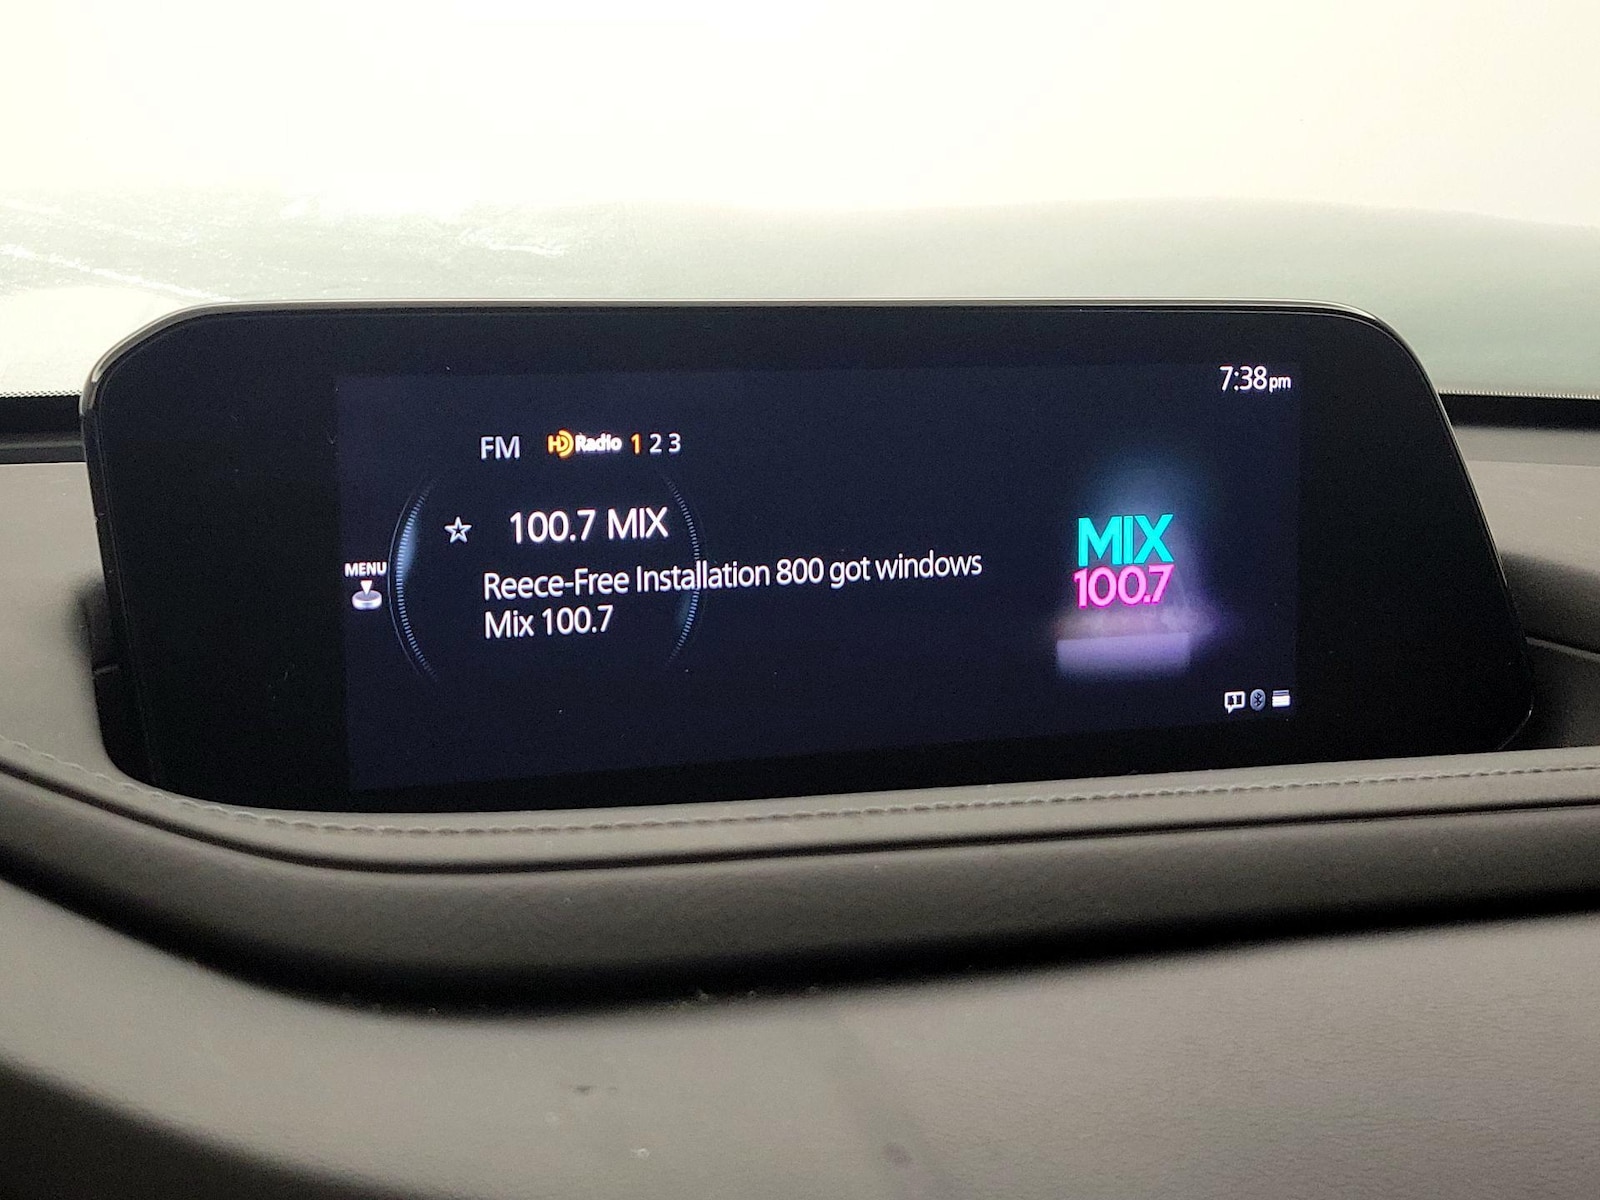 7:38pm
FM HD Radio 1 2 3
100.7 MIX
MENU
Reece-Free Installation 800 got windows
Mix 100.7
MIX
100.7
1